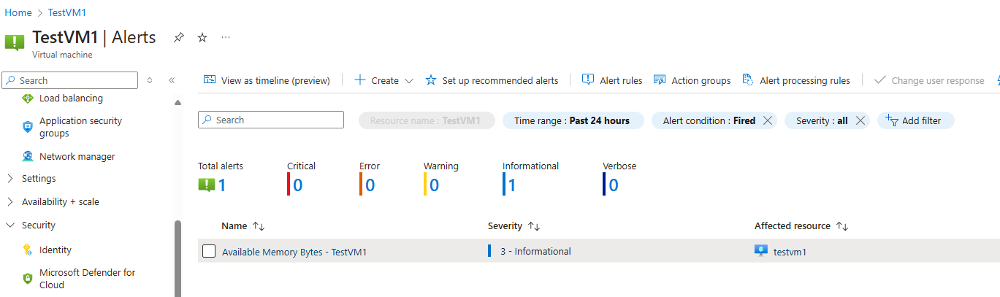 Home > TestVM1
TestVM1 | Alerts
Virtual machine
Search
Load balancing
Application security
groups
Network manager
Settings
Availability + scale
Security
Identity
Microsoft Defender for
Cloud
View as timeline (preview) Create Set up recommended alerts Alert rules Action groups Alert processing rules Change user response
Search Resource name : TestVM1 Time range : Past 24 hours Alert condition : Fired Severity : all Add filter
Total alerts Critical Error Warning Informational Verbose
1 0 0 0 1 0
Name Severity Affected resource
Available Memory Bytes - TestVM1 3 - Informational testvm1